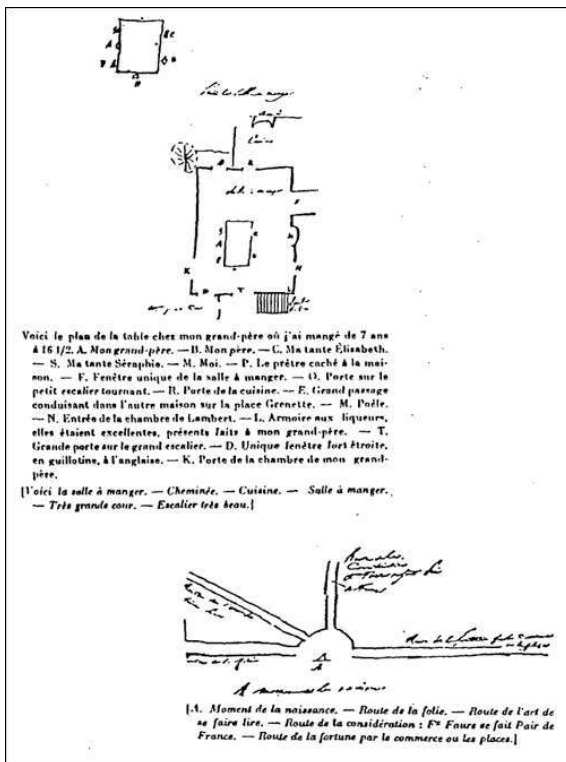 A
Voici la salle à manger
Cuisine
salle à manger
S
A
K
T
Voici le plan de la table chez mon grand-père où j'ai mangé de 7 ans
à 16 1/2. A. Mon grand-père. — B. Mon père. — C. Ma tante Élisabeth.
— S. Ma tante Séraphie. — M. Moi. — P. Le prêtre caché à la mai-
son. — F. Fenêtre unique de la salle à manger. — O. Porte sur le
petit escalier tournant. — R. Porte de la cuisine. — E. Grand passage
conduisant dans l'autre maison sur la place Grenette. — M. Poêle.
— N. Entrée de la chambre de Lambert. — L. Armoire aux liqueurs,
elles étaient excellentes, présents faits à mon grand-père. — T.
Grande porte sur le grand escalier. — D. Unique fenêtre fort étroite,
en guillotine, à l'anglaise. — K. Porte de la chambre de mon grand-
père.
[Voici la salle à manger. — Cheminée. — Cuisine. — Salle à manger.
— Très grande cour. — Escalier très beau.]
A
[A. Moment de la naissance. — Route de la folie. — Route de l'art de
se faire lire. — Route de la considération : Fx Faure se fait Pair de
France. — Route de la fortune par le commerce ou les places.]